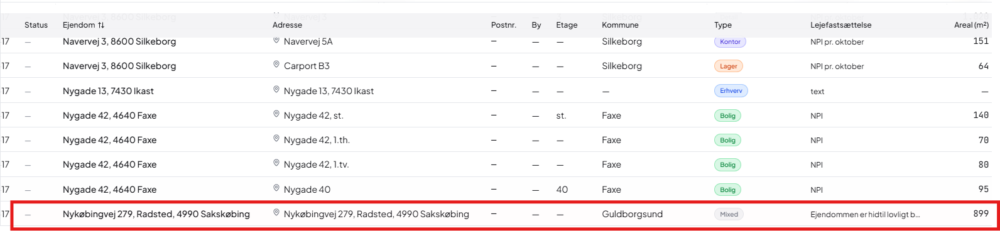 Status Ejendom Adresse Postnr. By Etage Kommune Type Lejefastsættelse Areal (m²)
17 — Navervej 3, 8600 Silkeborg Navervej 5A — — — Silkeborg Kontor NPI pr. oktober 151
17 — Navervej 3, 8600 Silkeborg Carport B3 — — — Silkeborg Lager NPI pr. oktober 64
17 — Nygade 13, 7430 Ikast Nygade 13, 7430 Ikast — — — — Erhverv text —
17 — Nygade 42, 4640 Faxe Nygade 42, st. — — st. Faxe Bolig NPI 140
17 — Nygade 42, 4640 Faxe Nygade 42, 1.th. — — — Faxe Bolig NPI 70
17 — Nygade 42, 4640 Faxe Nygade 42, 1.tv. — — — Faxe Bolig NPI 80
17 — Nygade 42, 4640 Faxe Nygade 40 — — 40 Faxe Bolig NPI 95
17 — Nykøbingvej 279, Radsted, 4990 Sakskøbing Nykøbingvej 279, Radsted, 4990 Sakskøbing — — — Guldborgsund Mixed Ejendommen er hidtil lovligt b... 899